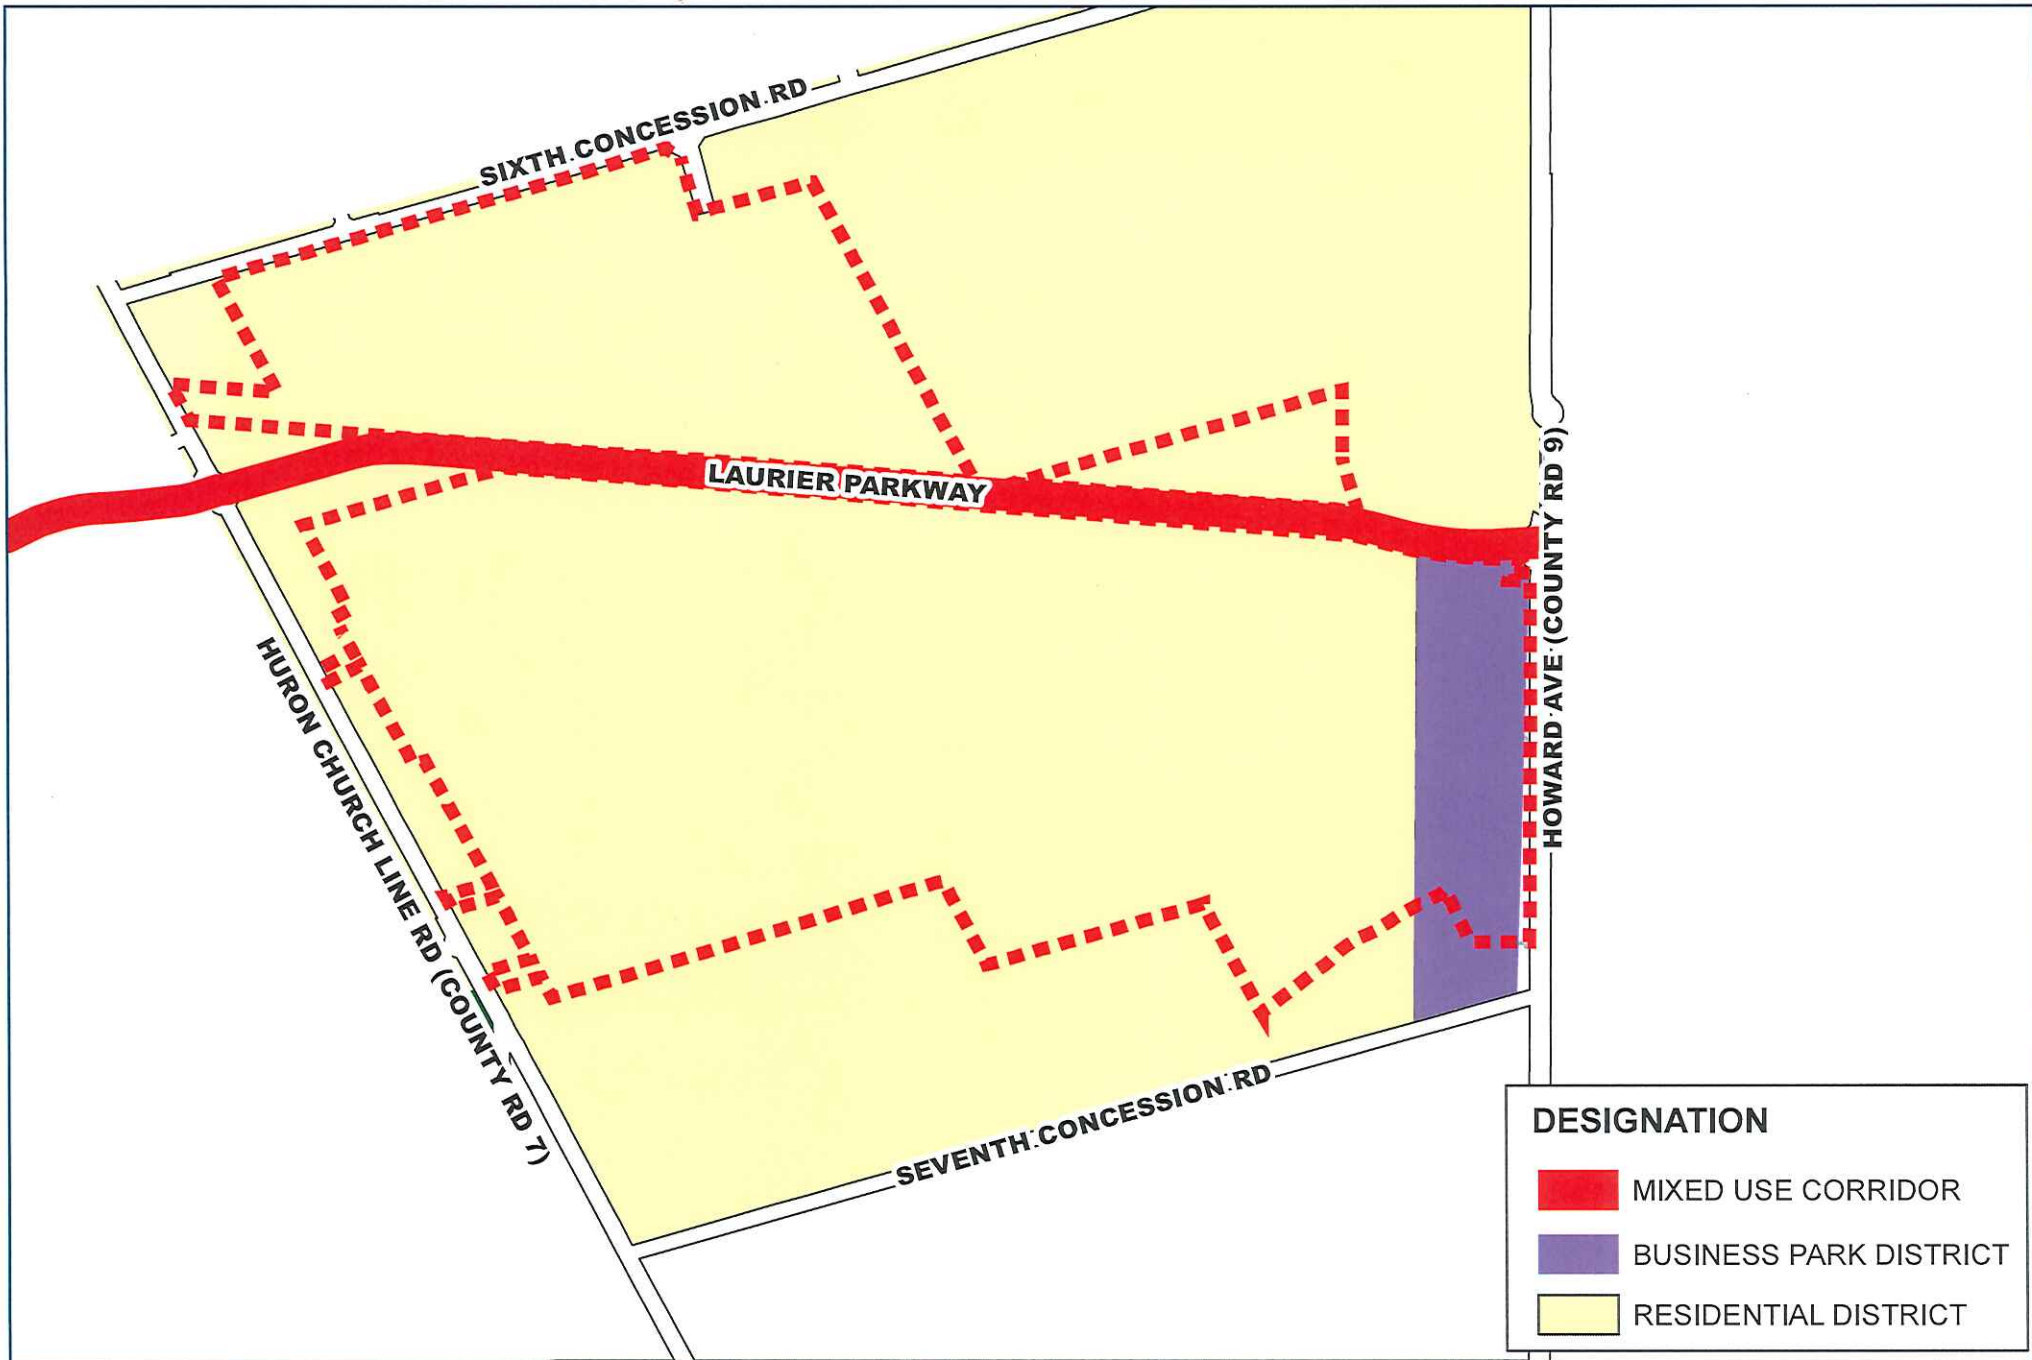 SIXTH CONCESSION RD
LAURIER PARKWAY
HOWARD AVE (COUNTY RD 9)
HURON CHURCH LINE RD (COUNTY RD 7)
SEVENTH CONCESSION RD
DESIGNATION
MIXED USE CORRIDOR
BUSINESS PARK DISTRICT
RESIDENTIAL DISTRICT